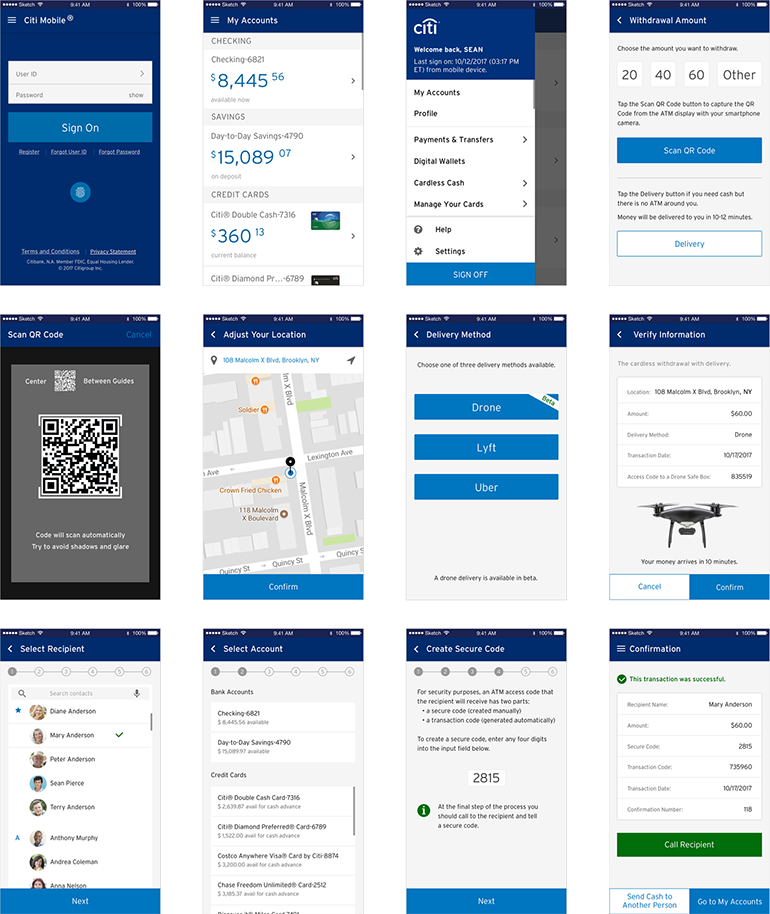 Sketch 9:41 AM 100%
Citi Mobile®
User ID
Password show
Sign On
Register Forgot User ID Forgot Password
Terms and Conditions Privacy Statement
Citibank, N.A. Member FDIC, Equal Housing Lender.
© 2017 Citigroup Inc.
Sketch 9:41 AM 100%
My Accounts
CHECKING
Checking-6821
$8,445 56
available now
SAVINGS
Day-to-Day Savings-4790
$15,089 07
on deposit
CREDIT CARDS
Citi® Double Cash-7316
$360 13
current balance
Citi® Diamond Pr...-6789
Sketch 9:41 AM 100%
citi
Welcome back, SEAN
Last sign on: 10/12/2017 (03:17 PM
ET) from mobile device.
My Accounts
Profile
Payments & Transfers
Digital Wallets
Cardless Cash
Manage Your Cards
Help
Settings
SIGN OFF
Sketch 9:41 AM 100%
Withdrawal Amount
Choose the amount you want to withdraw.
20 40 60 Other
Tap the Scan QR Code button to capture the QR
Code from the ATM display with your smartphone
camera.
Scan QR Code
Tap the Delivery button if you need cash but
there is no ATM around you.
Money will be delivered to you in 10-12 minutes.
Delivery
Sketch 9:41 AM 100%
Scan QR Code Cancel
Center Between Guides
Code will scan automatically
Try to avoid shadows and glare
Sketch 9:41 AM 100%
Adjust Your Location
108 Malcolm X Blvd, Brooklyn, NY
lm X Blvd
Soldier
Lexington Ave
n Ave
Crown Fried Chicken
Malcolm X Blvd
118 Malcolm
X Boulevard
Quincy St
Quincy St
Confirm
Sketch 9:41 AM 100%
Delivery Method
Choose one of three delivery methods available.
Drone Beta
Lyft
Uber
A drone delivery is available in beta.
Sketch 9:41 AM 100%
Verify Information
The cardless withdrawal with delivery.
Location: 108 Malcolm X Blvd, Brooklyn, NY
Amount: $60.00
Delivery Method: Drone
Transaction Date: 10/17/2017
Access Code to a Drone Safe Box: 835519
Your money arrives in 10 minutes.
Cancel Confirm
Sketch 9:41 AM 100%
Select Recipient
1 2 3 4 5 6
Search contacts
Diane Anderson
Mary Anderson
Peter Anderson
Sean Pierce
Terry Anderson
A Anthony Murphy
Andrea Coleman
Anna Nelson
Next
Sketch 9:41 AM 100%
Select Account
1 2 3 4 5 6
Bank Accounts
Checking-6821
$ 8,445.56 available
Day-to-Day Savings-4790
$ 15,089.97 available
Credit Cards
Citi® Double Cash Card-7316
$ 2,639.87 avail for cash advance
Citi® Diamond Preferred® Card-6789
$ 1,522.00 avail for cash advance
Costco Anywhere Visa® Card by Citi-8874
$ 3,200.00 avail for cash advance
Chase Freedom Unlimited® Card-2512
$ 3,185.37 avail for cash advance
Sketch 9:41 AM 100%
Create Secure Code
1 2 3 4 5 6
For security purposes, an ATM access code that
the recipient will receive has two parts:
• a secure code (created manually)
• a transaction code (generated automatically)
To create a secure code, enter any four digits
into the input field below.
2815
At the final step of the process you
should call to the recipient and tell
a secure code.
Next
Sketch 9:41 AM 100%
Confirmation
This transaction was successful.
Recipient Name: Mary Anderson
Amount: $60.00
Secure Code: 2815
Transaction Code: 735960
Transaction Date: 10/17/2017
Confirmation Number: 118
Call Recipient
Send Cash to
Another Person
Go to My Accounts